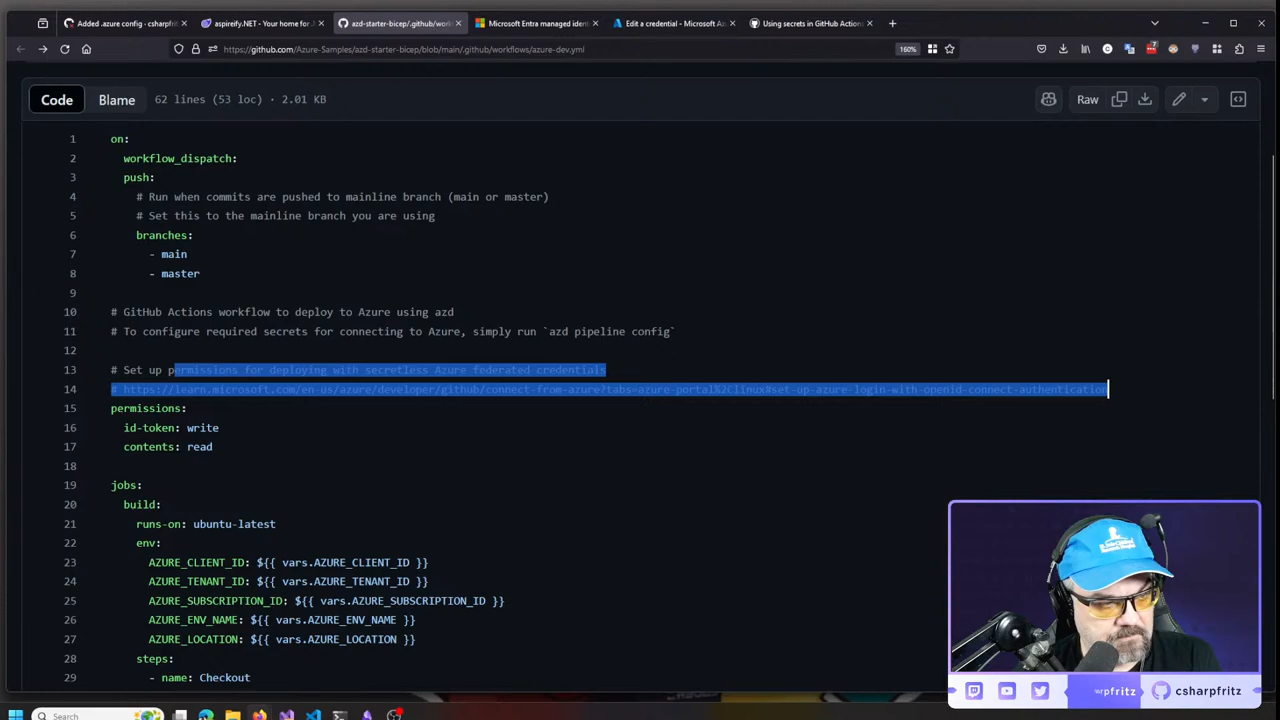 Added .azure config - csharpfrit
aspireify.NET - Your home for
azd-starter-bicep/.github/work
Microsoft Entra managed ident
Edit a credential - Microsoft Az
Using secrets in GitHub Action
https://github.com/Azure-Samples/azd-starter-bicep/blob/main/.github/workflows/azure-dev.yml
160%
Code
Blame
62 lines (53 loc) · 2.01 KB
Raw
1 on:
2 workflow_dispatch:
3 push:
4 # Run when commits are pushed to mainline branch (main or master)
5 # Set this to the mainline branch you are using
6 branches:
7 - main
8 - master
9
10 # GitHub Actions workflow to deploy to Azure using azd
11 # To configure required secrets for connecting to Azure, simply run `azd pipeline config`
12
13 # Set up permissions for deploying with secretless Azure federated credentials
14 # https://learn.microsoft.com/en-us/azure/developer/github/connect-from-azure?tabs=azure-portal%2Clinux#set-up-azure-login-with-openid-connect-authentication
15 permissions:
16 id-token: write
17 contents: read
18
19 jobs:
20 build:
21 runs-on: ubuntu-latest
22 env:
23 AZURE_CLIENT_ID: ${{ vars.AZURE_CLIENT_ID }}
24 AZURE_TENANT_ID: ${{ vars.AZURE_TENANT_ID }}
25 AZURE_SUBSCRIPTION_ID: ${{ vars.AZURE_SUBSCRIPTION_ID }}
26 AZURE_ENV_NAME: ${{ vars.AZURE_ENV_NAME }}
27 AZURE_LOCATION: ${{ vars.AZURE_LOCATION }}
28 steps:
29 - name: Checkout
wrpfritz
csharpfritz
Search